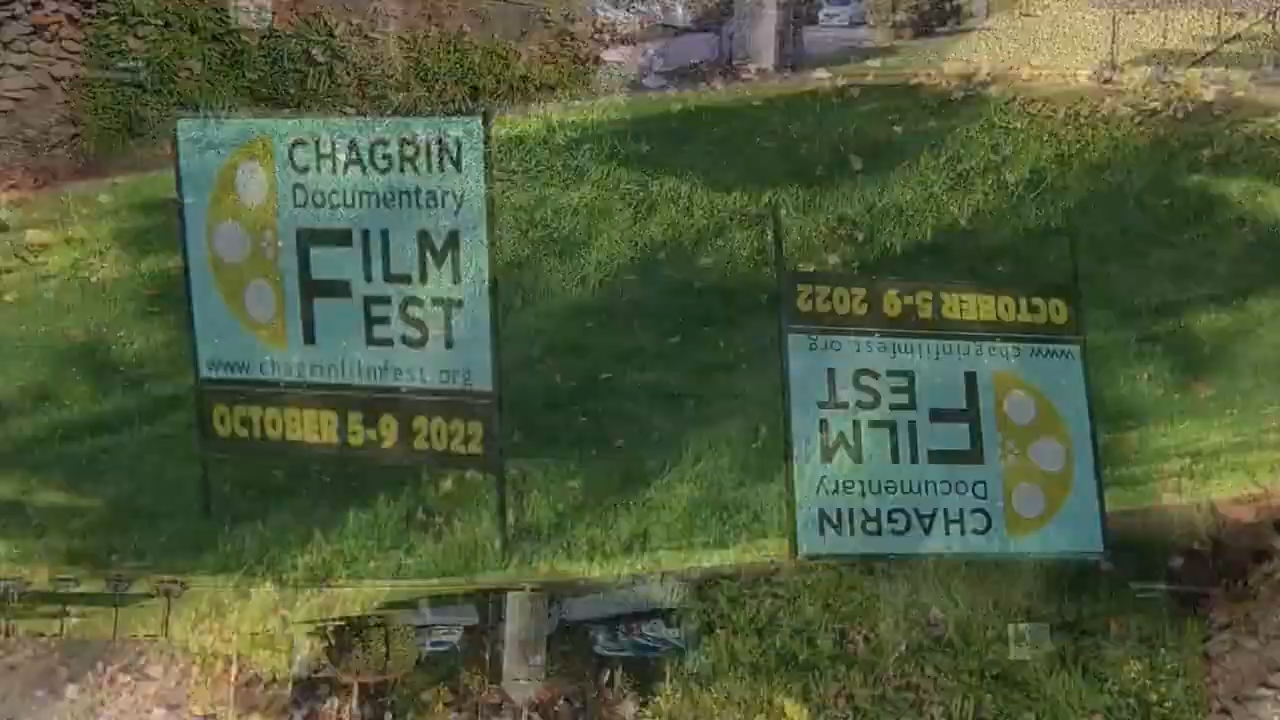 CHAGRIN
Documentary
FILM
FEST
www.chagrinfilmfest.org
OCTOBER 5-9 2022
CHAGRIN
Documentary
FILM
FEST
www.chagrinfilmfest.org
OCTOBER 5-9 2022